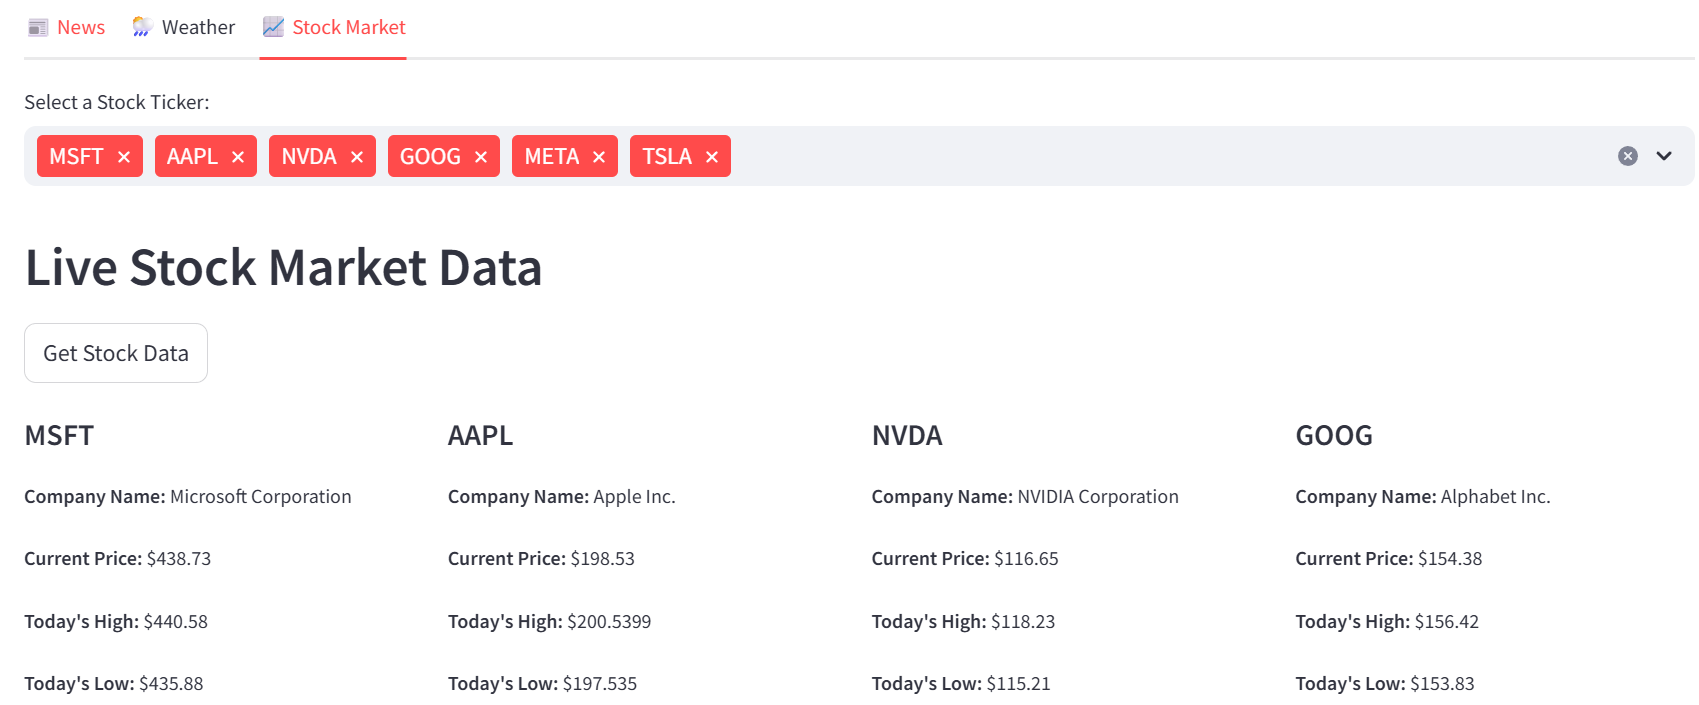 News Weather Stock Market
Select a Stock Ticker:
MSFT × AAPL × NVDA × GOOG × META × TSLA ×
Live Stock Market Data
Get Stock Data
MSFT AAPL NVDA GOOG
Company Name: Microsoft Corporation Company Name: Apple Inc. Company Name: NVIDIA Corporation Company Name: Alphabet Inc.
Current Price: $438.73 Current Price: $198.53 Current Price: $116.65 Current Price: $154.38
Today's High: $440.58 Today's High: $200.5399 Today's High: $118.23 Today's High: $156.42
Today's Low: $435.88 Today's Low: $197.535 Today's Low: $115.21 Today's Low: $153.83